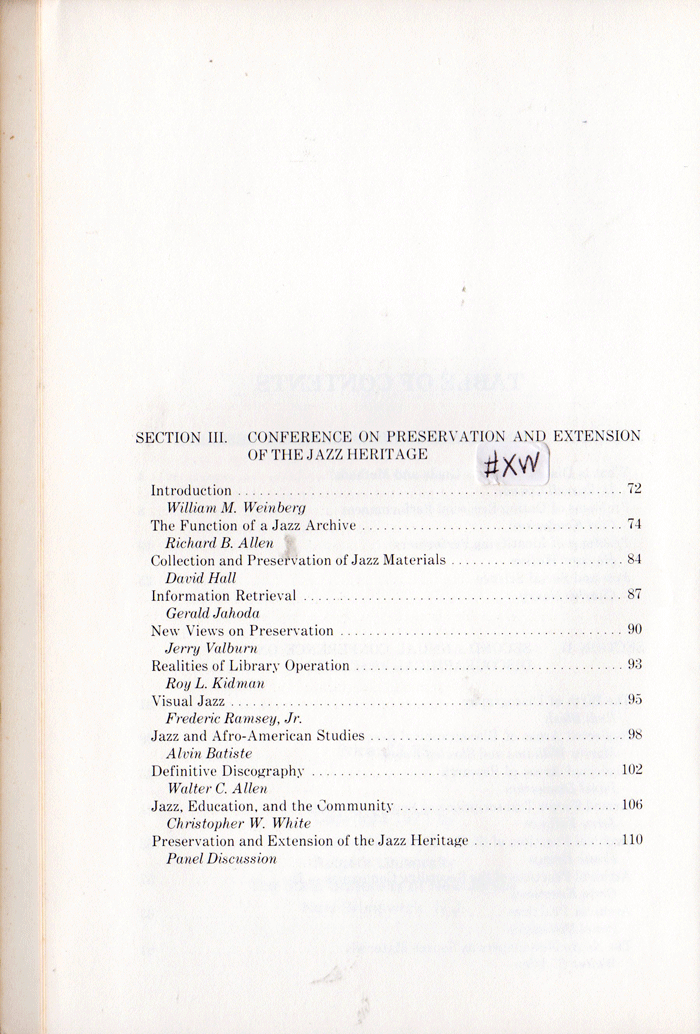 TABLE OF CONTENTS
SECTION III. CONFERENCE ON PRESERVATION AND EXTENSION
OF THE JAZZ HERITAGE
#XW
Introduction ........................................ 72
William M. Weinberg
The Function of a Jazz Archive ........................................ 74
Richard B. Allen
Collection and Preservation of Jazz Materials ........................................ 84
David Hall
Information Retrieval ........................................ 87
Gerald Jahoda
New Views on Preservation ........................................ 90
Jerry Valburn
Realities of Library Operation ........................................ 93
Roy L. Kidman
Visual Jazz ........................................ 95
Frederic Ramsey, Jr.
Jazz and Afro-American Studies ........................................ 98
Alvin Batiste
Definitive Discography ........................................ 102
Walter C. Allen
Jazz, Education, and the Community ........................................ 106
Christopher W. White
Preservation and Extension of the Jazz Heritage ........................................ 110
Panel Discussion